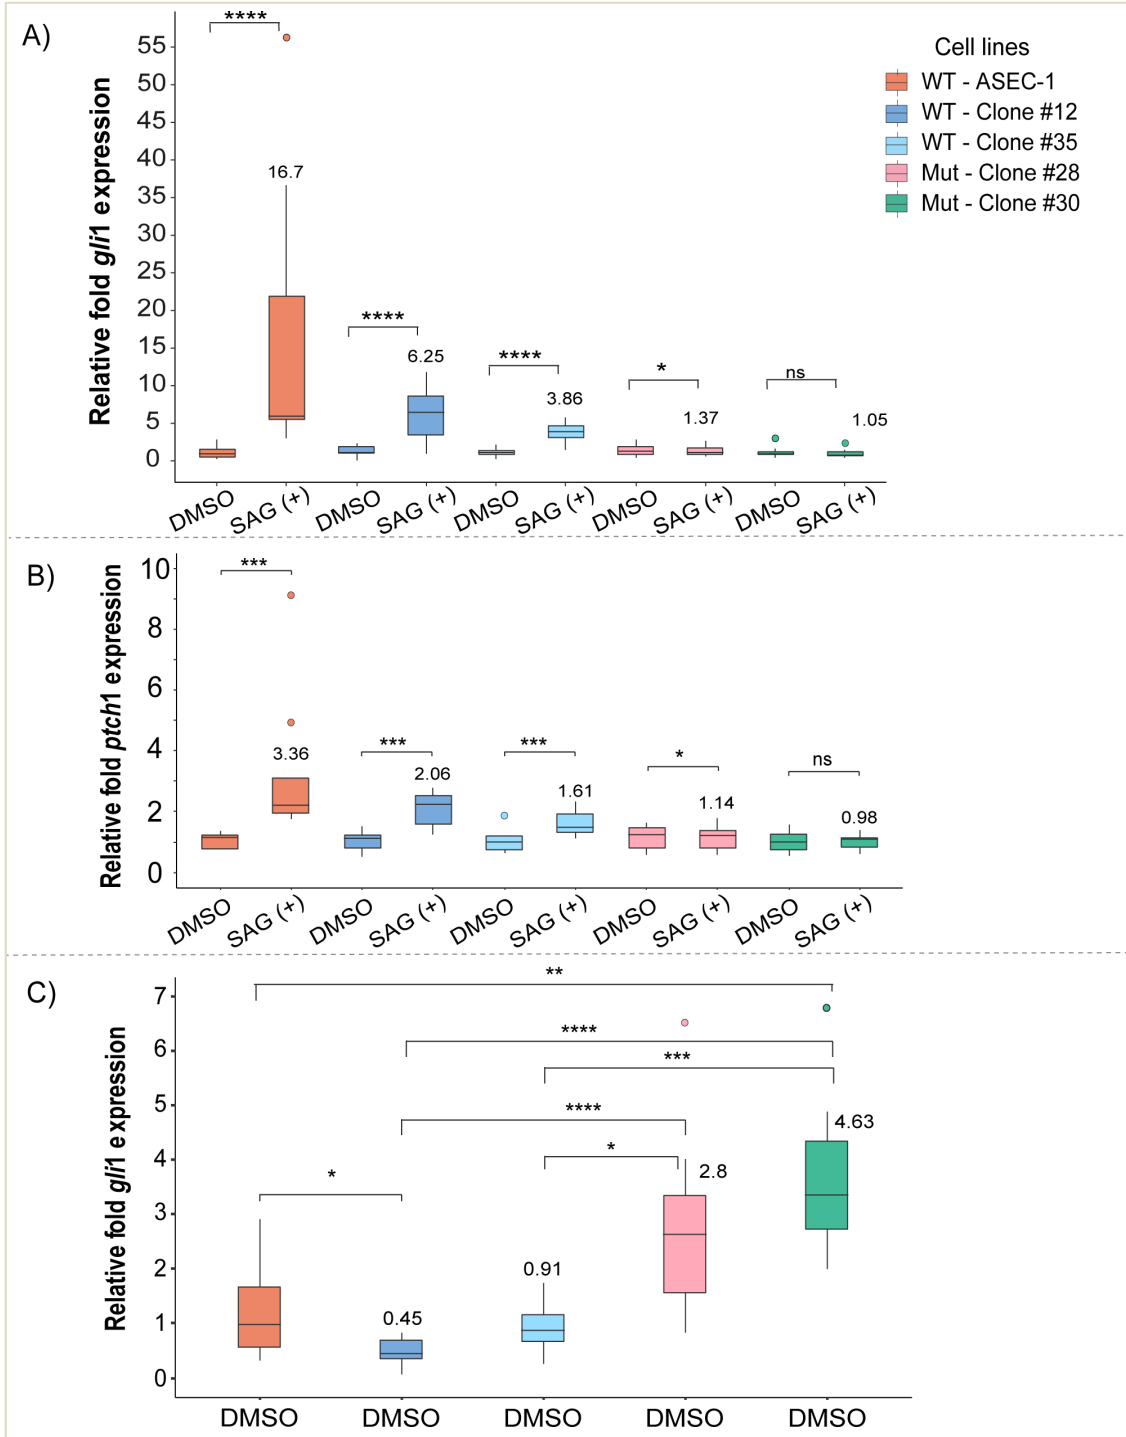 A)
Relative fold gli1 expression
55
50
45
40
35
30
25
20
15
10
5
0
****
16.7
****
6.25
****
3.86
*
1.37
ns
1.05
DMSO
SAG (+)
DMSO
SAG (+)
DMSO
SAG (+)
DMSO
SAG (+)
DMSO
SAG (+)
Cell lines
WT - ASEC-1
WT - Clone #12
WT - Clone #35
Mut - Clone #28
Mut - Clone #30
B)
Relative fold ptch1 expression
10
8
6
4
2
0
***
3.36
***
2.06
***
1.61
*
1.14
ns
0.98
DMSO
SAG (+)
DMSO
SAG (+)
DMSO
SAG (+)
DMSO
SAG (+)
DMSO
SAG (+)
C)
Relative fold gli1 expression
7
6
5
4
3
2
1
0
**
****
***
****
*
*
0.45
0.91
2.8
4.63
DMSO
DMSO
DMSO
DMSO
DMSO